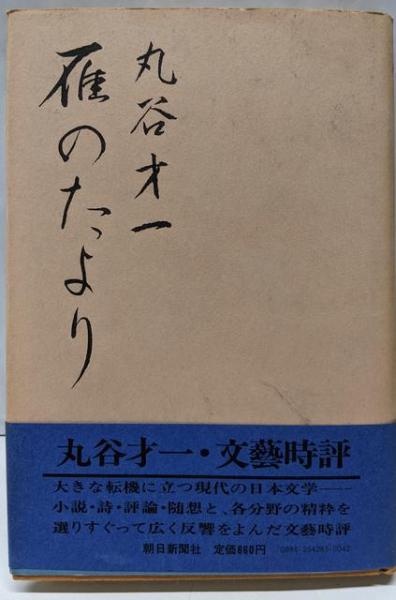 丸谷才一
雁のたより
丸谷才一・文藝時評
大きな転機に立つ現代の日本文学——
小説・詩・評論・随想と、各分野の精粋を
選りすぐって広く反響をよんだ文藝時評
朝日新聞社 定価860円